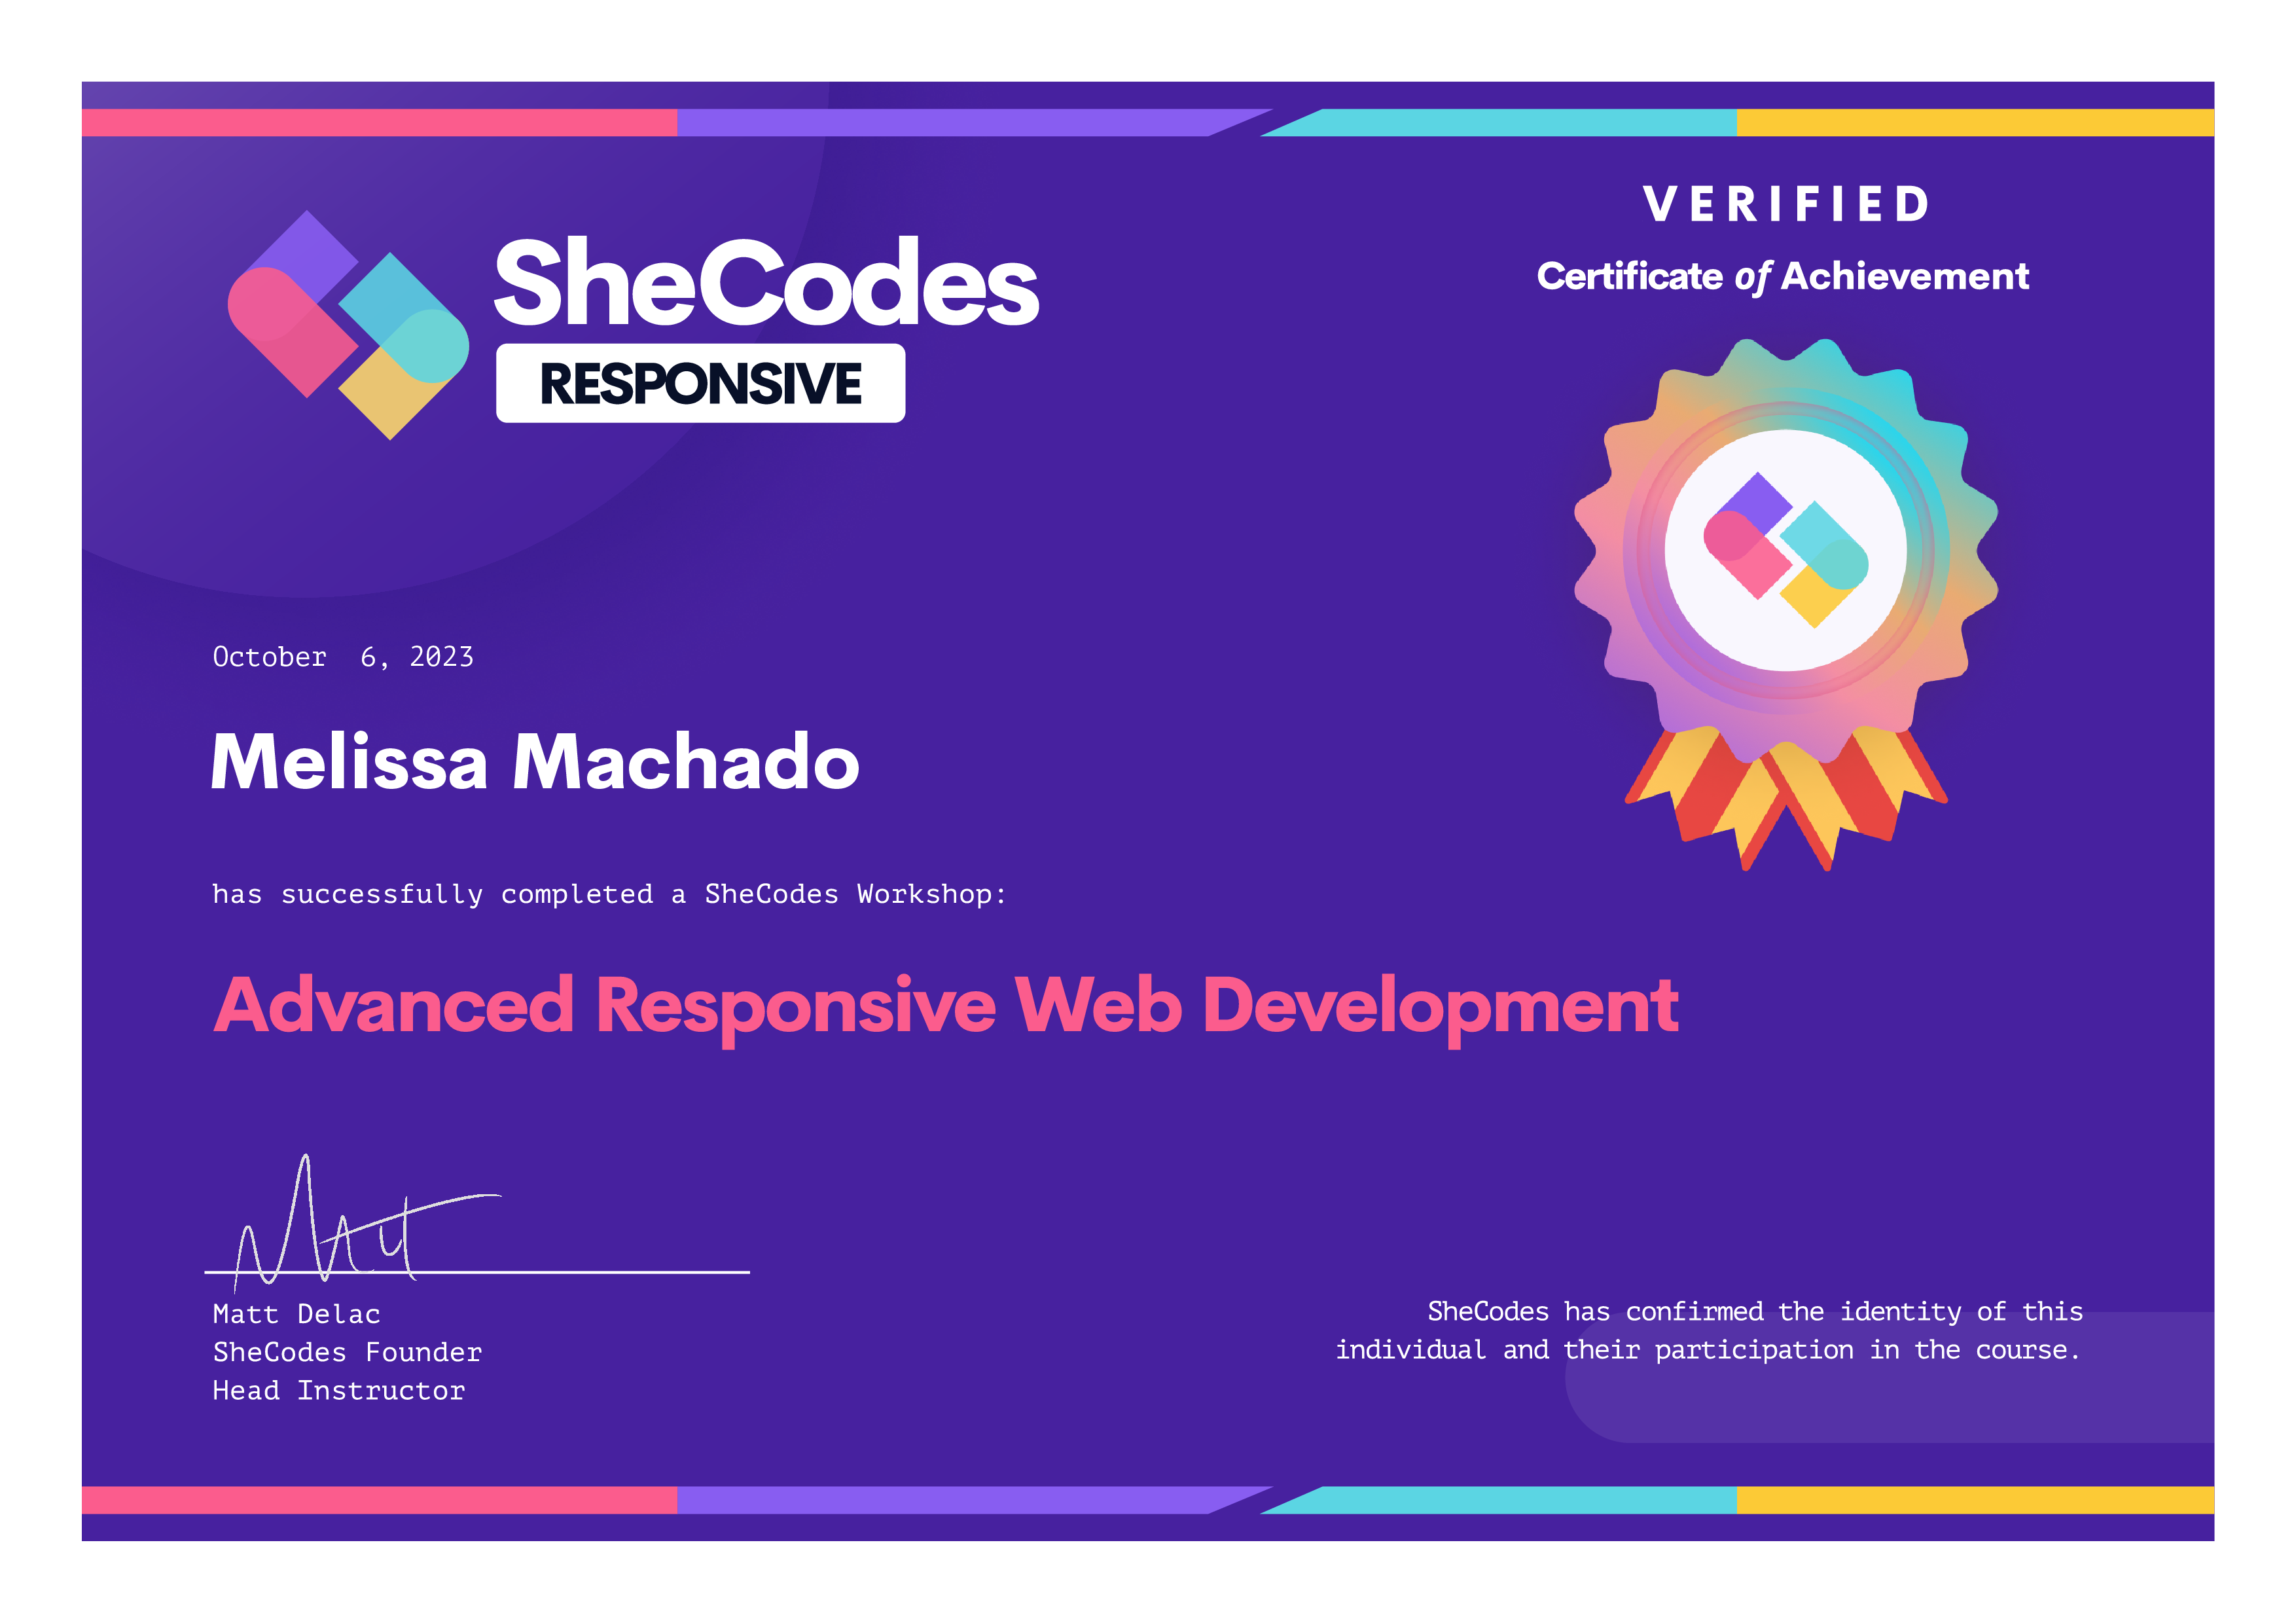 SheCodes
RESPONSIVE
VERIFIED
Certificate of Achievement
October  6, 2023
Melissa Machado
has successfully completed a SheCodes Workshop:
Advanced Responsive Web Development
Matt
Matt Delac
SheCodes Founder
Head Instructor
SheCodes has confirmed the identity of this
individual and their participation in the course.